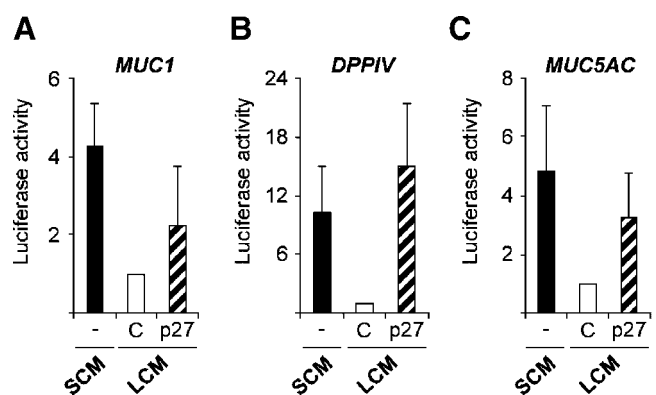 A
MUC1
Luciferase activity
6
4
2
- C p27
SCM LCM
B
DPPIV
Luciferase activity
24
18
12
6
- C p27
SCM LCM
C
MUC5AC
Luciferase activity
8
6
4
2
- C p27
SCM LCM